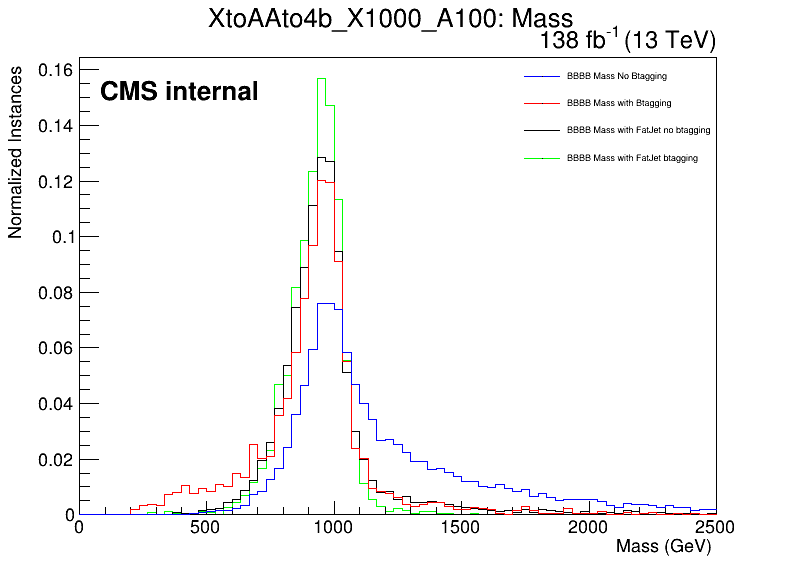 XtoAAto4b_X1000_A100: Mass
138 fb-1 (13 TeV)
CMS internal
BBBB Mass No Btagging
BBBB Mass with Btagging
BBBB Mass with FatJet no btagging
BBBB Mass with FatJet btagging
Normalized Instances
0.16
0.14
0.12
0.1
0.08
0.06
0.04
0.02
0
0 500 1000 1500 2000 2500
Mass (GeV)